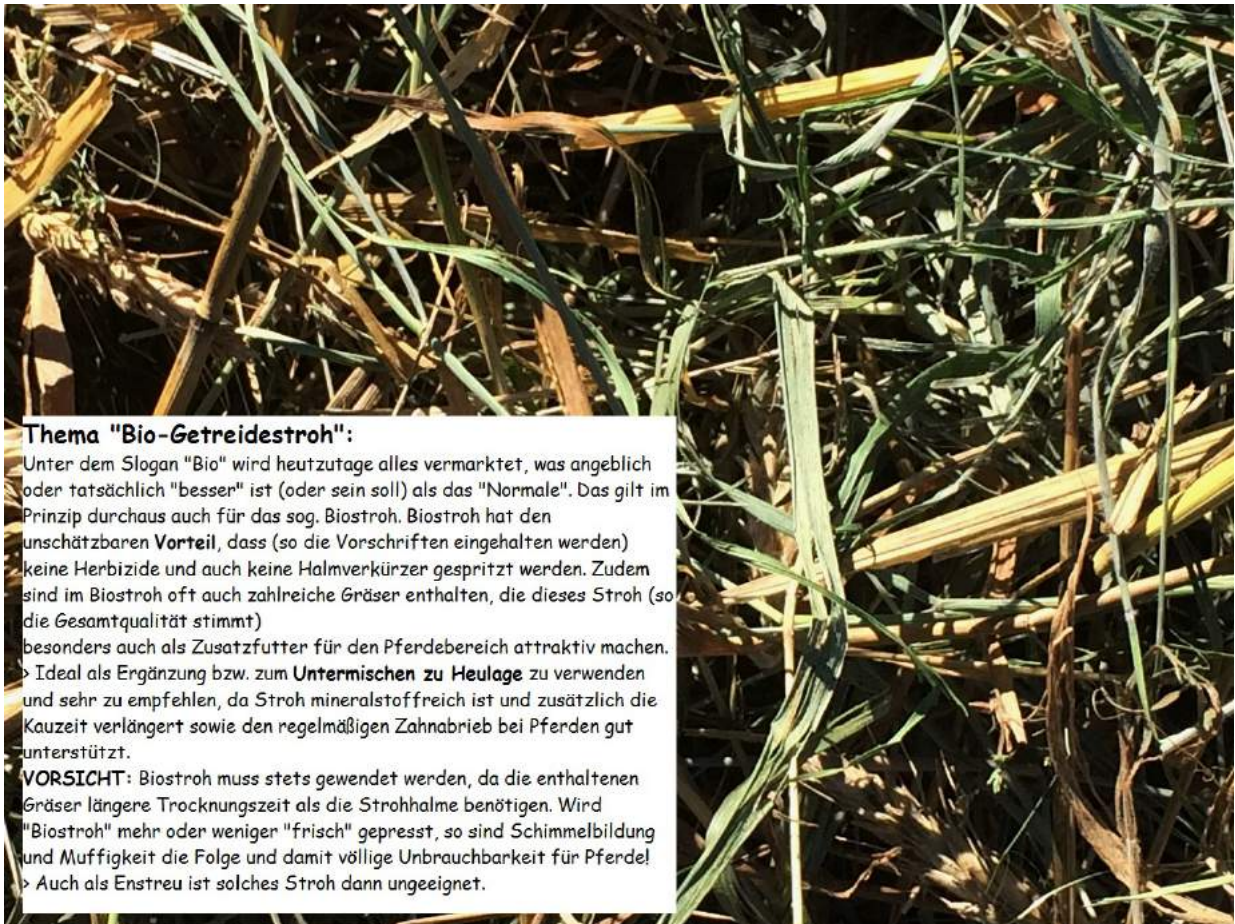 Thema "Bio-Getreidestroh":
Unter dem Slogan "Bio" wird heutzutage alles vermarktet, was angeblich
oder tatsächlich "besser" ist (oder sein soll) als das "Normale". Das gilt im
Prinzip durchaus auch für das sog. Biostroh. Biostroh hat den
unschätzbaren Vorteil, dass (so die Vorschriften eingehalten werden)
keine Herbizide und auch keine Halmverkürzer gespritzt werden. Zudem
sind im Biostroh oft auch zahlreiche Gräser enthalten, die dieses Stroh (so
die Gesamtqualität stimmt)
besonders auch als Zusatzfutter für den Pferdebereich attraktiv machen.
> Ideal als Ergänzung bzw. zum Untermischen zu Heulage zu verwenden
und sehr zu empfehlen, da Stroh mineralstoffreich ist und zusätzlich die
Kauzeit verlängert sowie den regelmäßigen Zahnabrieb bei Pferden gut
unterstützt.
VORSICHT: Biostroh muss stets gewendet werden, da die enthaltenen
Gräser längere Trocknungszeit als die Strohhalme benötigen. Wird
"Biostroh" mehr oder weniger "frisch" gepresst, so sind Schimmelbildung
und Muffigkeit die Folge und damit völlige Unbrauchbarkeit für Pferde!
> Auch als Enstreu ist solches Stroh dann ungeeignet.